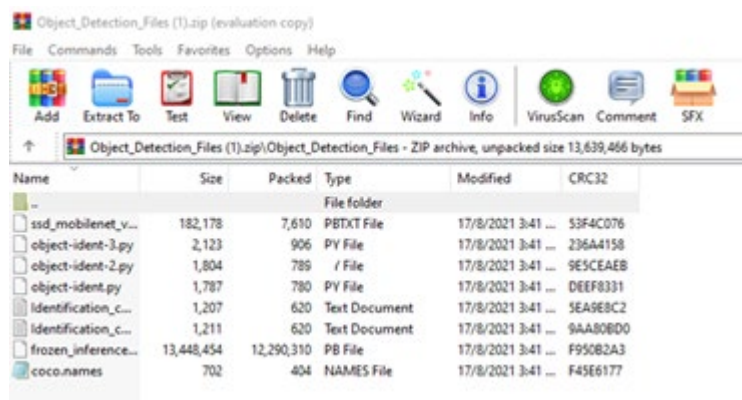 Object_Detection_Files (1).zip (evaluation copy)
File Commands Tools Favorites Options Help
Add Extract To Test View Delete Find Wizard Info VirusScan Comment SFX
Object_Detection_Files (1).zip\Object_Detection_Files - ZIP archive, unpacked size 13,639,466 bytes
Name Size Packed Type Modified CRC32
.. File folder
ssd_mobilenet_v... 182,178 7,610 PBTXT File 17/8/2021 3:41 ... 53F4C076
object-ident-3.py 2,123 906 PY File 17/8/2021 3:41 ... 236A4158
object-ident-2.py 1,804 789 / File 17/8/2021 3:41 ... 9E5CEAEB
object-ident.py 1,787 780 PY File 17/8/2021 3:41 ... DEEF8331
Identification_c... 1,207 620 Text Document 17/8/2021 3:41 ... 5EA9E8C2
Identification_c... 1,211 620 Text Document 17/8/2021 3:41 ... 9AA80BD0
frozen_inference... 13,448,454 12,290,310 PB File 17/8/2021 3:41 ... F950B2A3
coco.names 702 404 NAMES File 17/8/2021 3:41 ... F45E6177